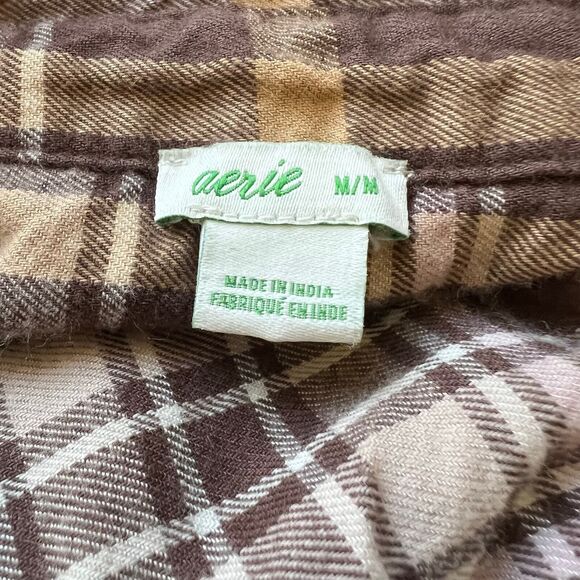 aerie M/M
MADE IN INDIA
FABRIQUÉ EN INDE